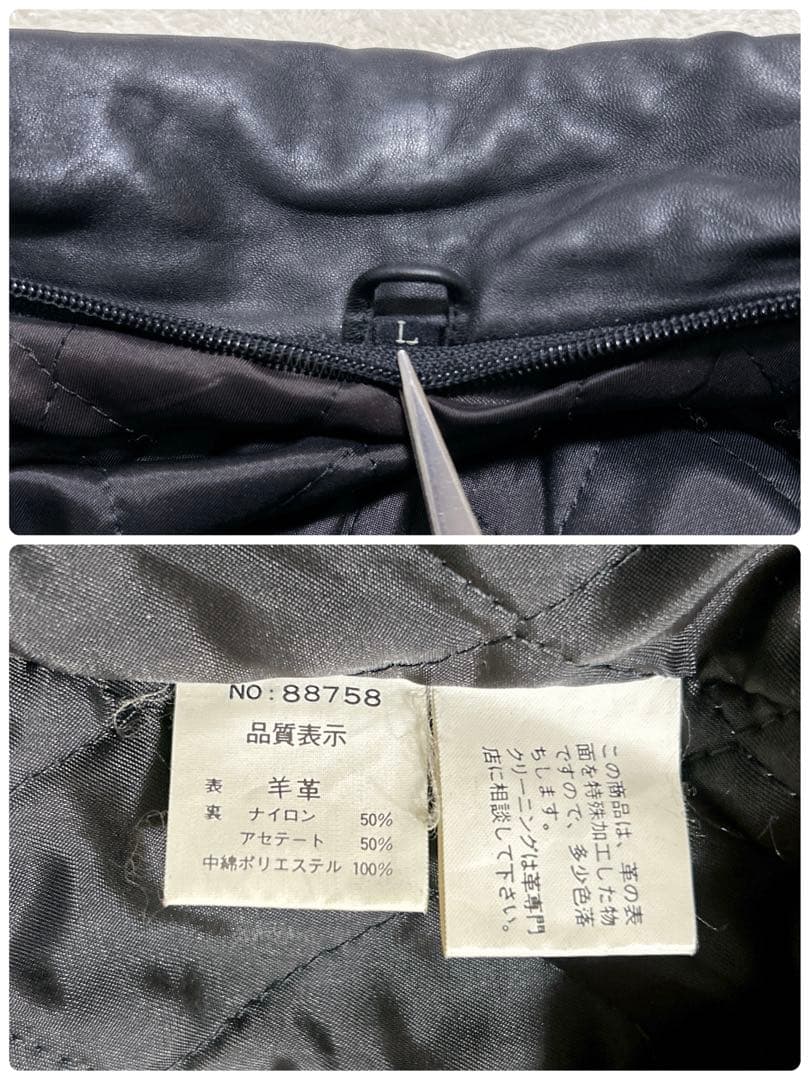 L
NO:88758
品質表示
表 羊革
裏 ナイロン 50%
アセテート 50%
中綿ポリエステル 100%
この商品は、革の表
面を特殊加工した物
ですので、多少色落
ちします。
クリーニングは革専門
店に相談して下さい。